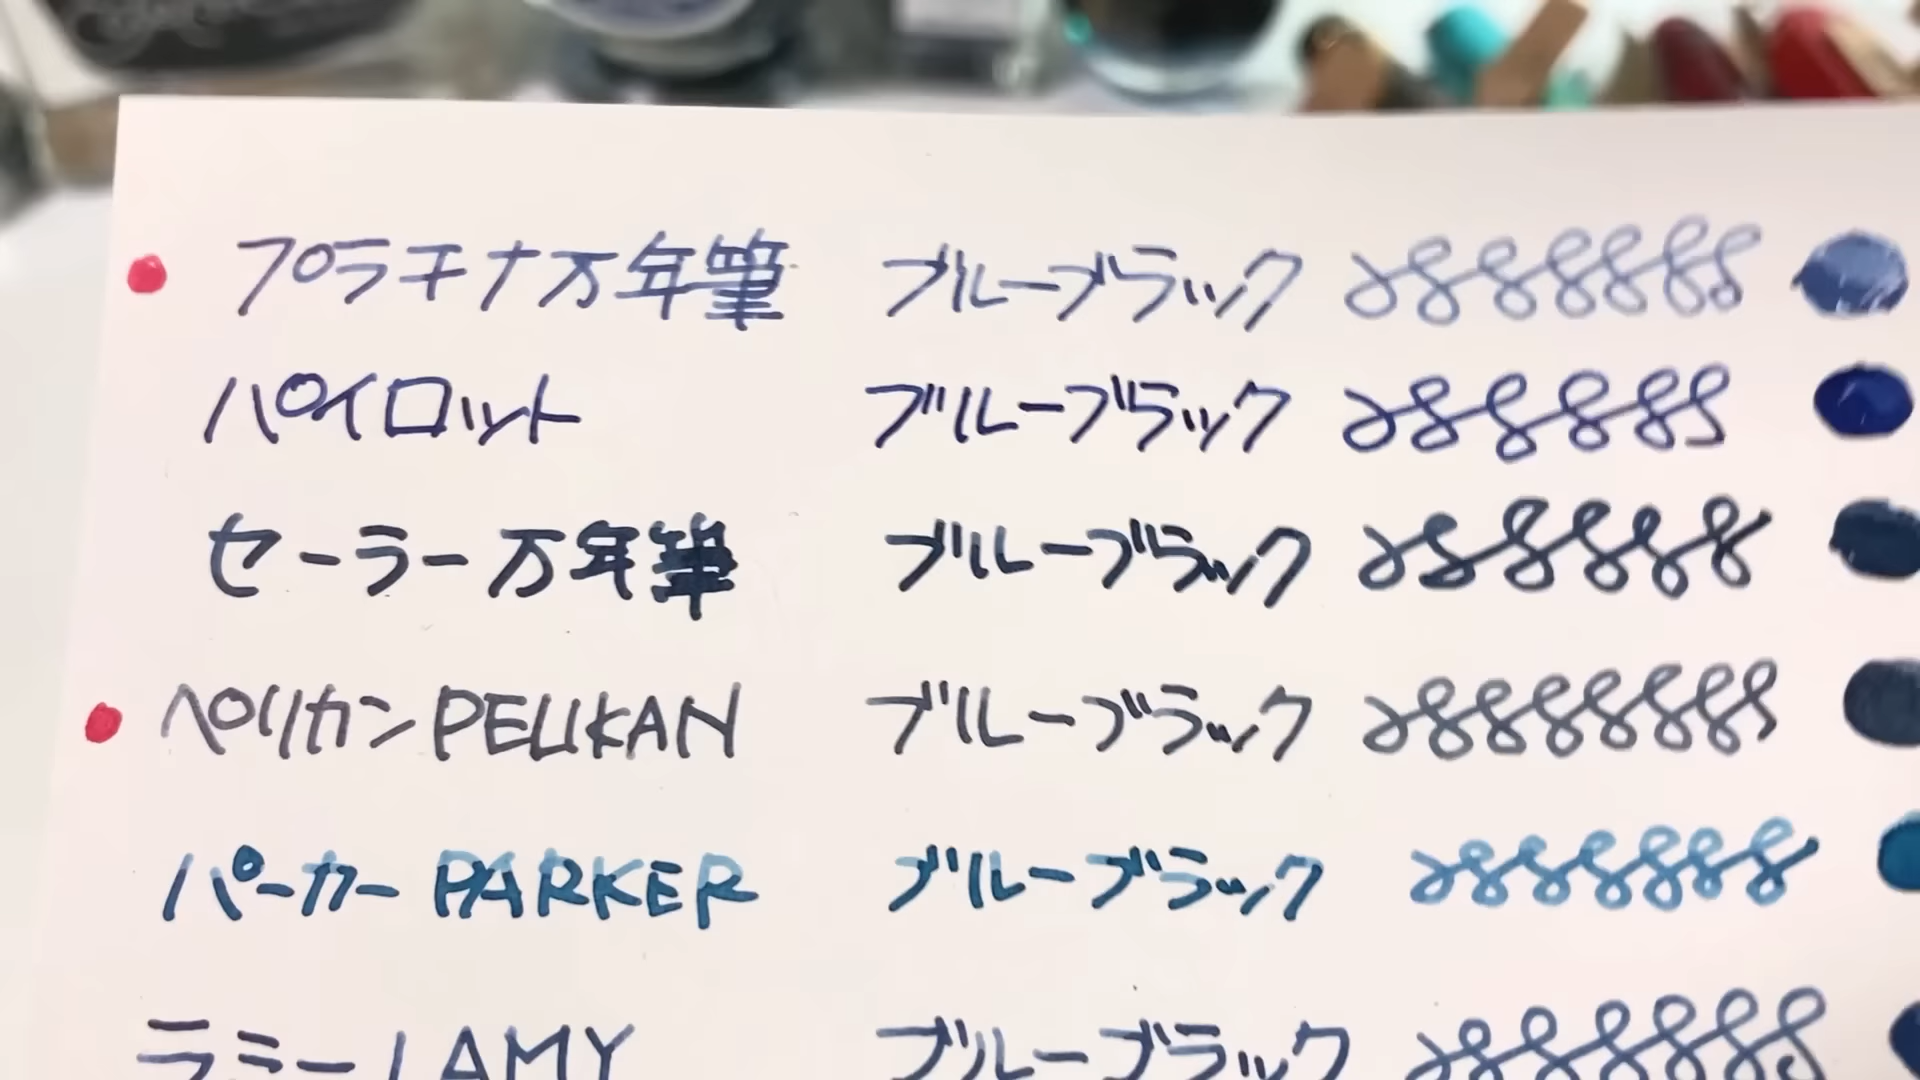 プラチナ万年筆 ブルーブラック
パイロット ブルーブラック
セーラー万年筆 ブルーブラック
ペリカン PELIKAN ブルーブラック
パーカー PARKER ブルーブラック
ラミー LAMY ブルーブラック